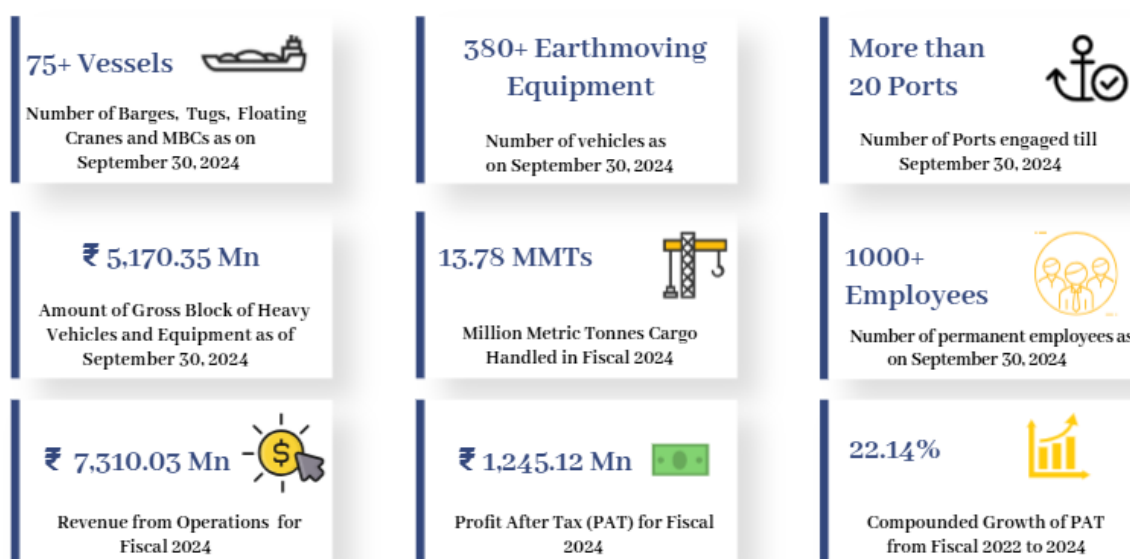 75+ Vessels
Number of Barges, Tugs, Floating
Cranes and MBCs as on
September 30, 2024
380+ Earthmoving
Equipment
Number of vehicles as
on September 30, 2024
More than
20 Ports
Number of Ports engaged till
September 30, 2024
₹ 5,170.35 Mn
Amount of Gross Block of Heavy
Vehicles and Equipment as of
September 30, 2024
13.78 MMTs
Million Metric Tonnes Cargo
Handled in Fiscal 2024
1000+
Employees
Number of permanent employees as
on September 30, 2024
₹ 7,310.03 Mn
$
Revenue from Operations for
Fiscal 2024
₹ 1,245.12 Mn
Profit After Tax (PAT) for Fiscal
2024
22.14%
Compounded Growth of PAT
from Fiscal 2022 to 2024